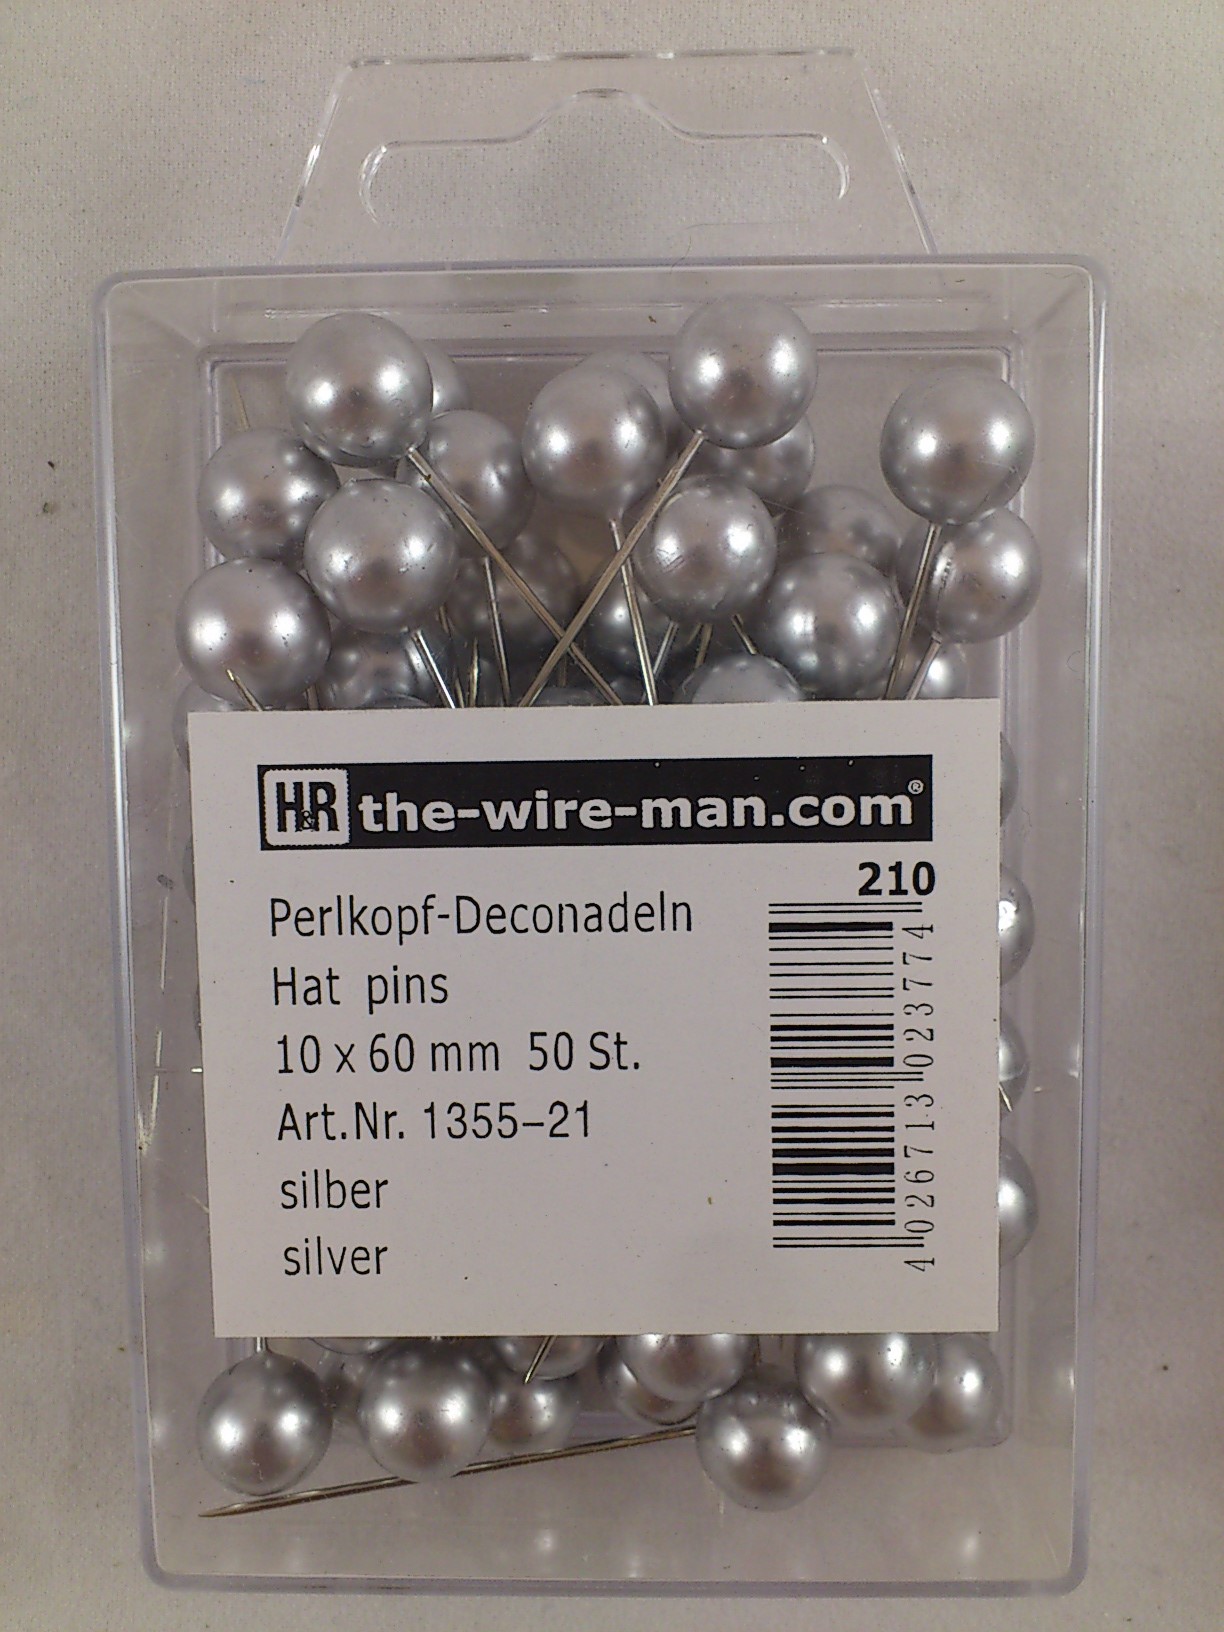 H&R the-wire-man.com®
210
Perlkopf-Deconadeln
Hat pins
10 x 60 mm 50 St.
Art.Nr. 1355-21
silber
silver
4 026713 023774